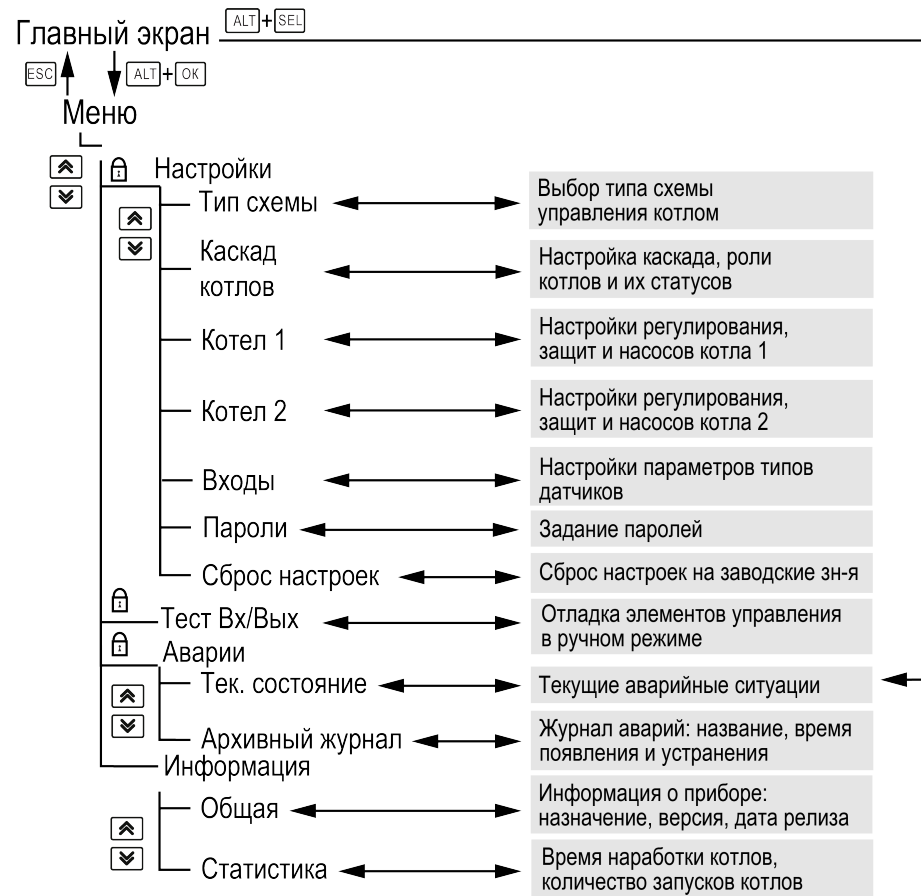 Главный экран ALT+SEL
ESC ALT+OK
Меню
Настройки
Тип схемы
Выбор типа схемы
управления котлом
Каскад
котлов
Настройка каскада, роли
котлов и их статусов
Котел 1
Настройки регулирования,
защит и насосов котла 1
Котел 2
Настройки регулирования,
защит и насосов котла 2
Входы
Настройки параметров типов
датчиков
Пароли
Задание паролей
Сброс настроек
Сброс настроек на заводские зн-я
Тест Вх/Вых
Отладка элементов управления
в ручном режиме
Аварии
Тек. состояние
Текущие аварийные ситуации
Архивный журнал
Журнал аварий: название, время
появления и устранения
Информация
Общая
Информация о приборе:
назначение, версия, дата релиза
Статистика
Время наработки котлов,
количество запусков котлов